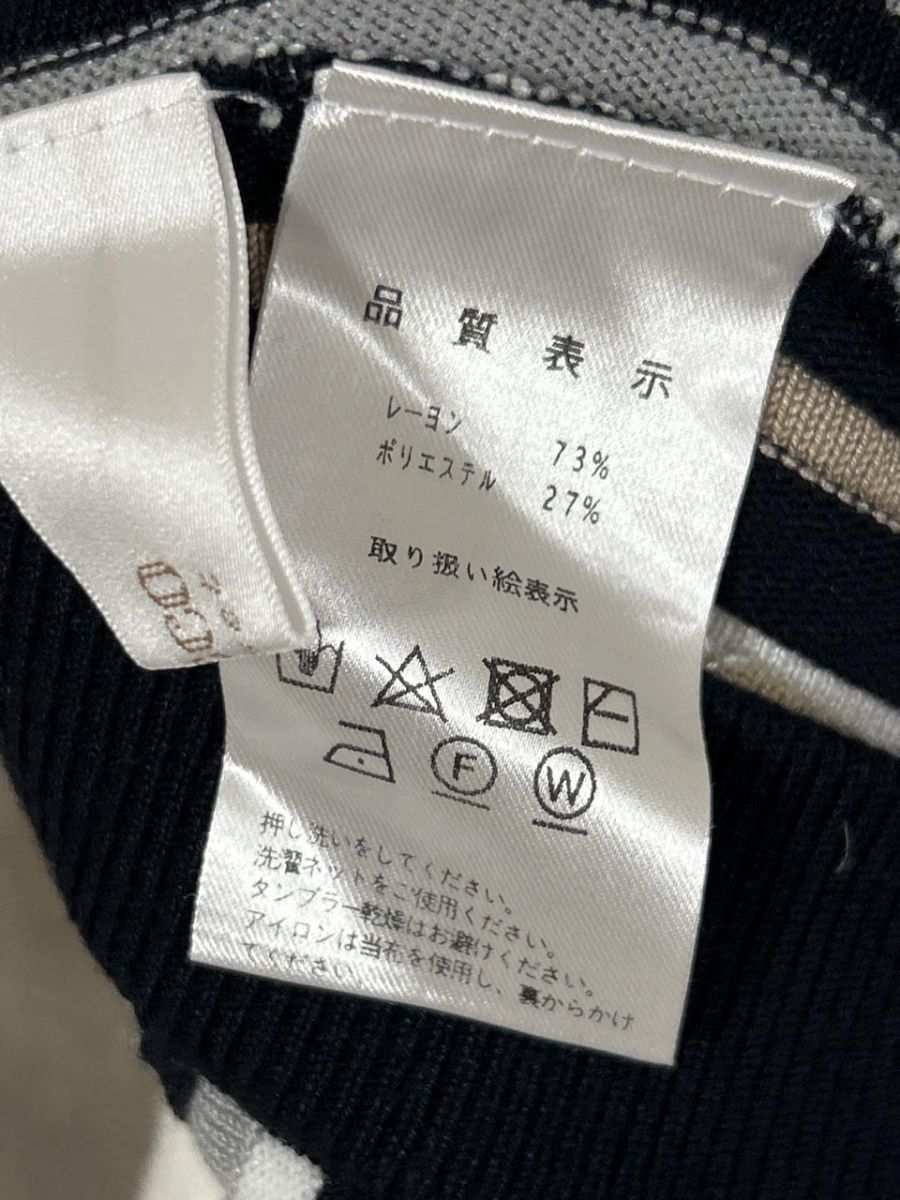 品質表示
レーヨン 73%
ポリエステル 27%
取り扱い絵表示
F W
押し洗いをしてください。
洗濯ネットをご使用ください。
タンブラー乾燥はお避けください。
アイロンは当布を使用し、裏からかけ
てください